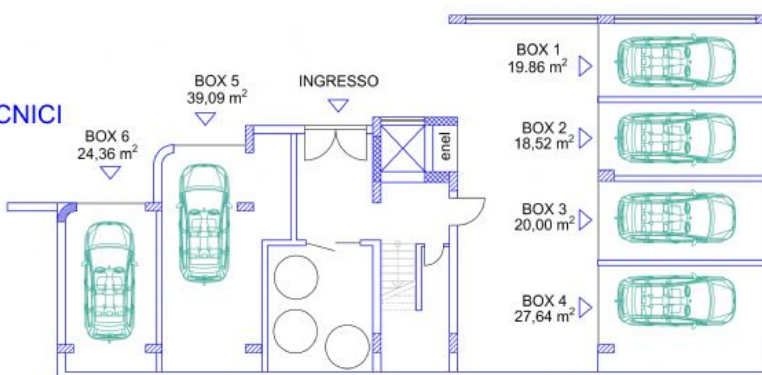 CNICI
BOX 6
24,36 m²
BOX 5
39,09 m²
INGRESSO
enel
BOX 1
19.86 m²
BOX 2
18,52 m²
BOX 3
20,00 m²
BOX 4
27,64 m²